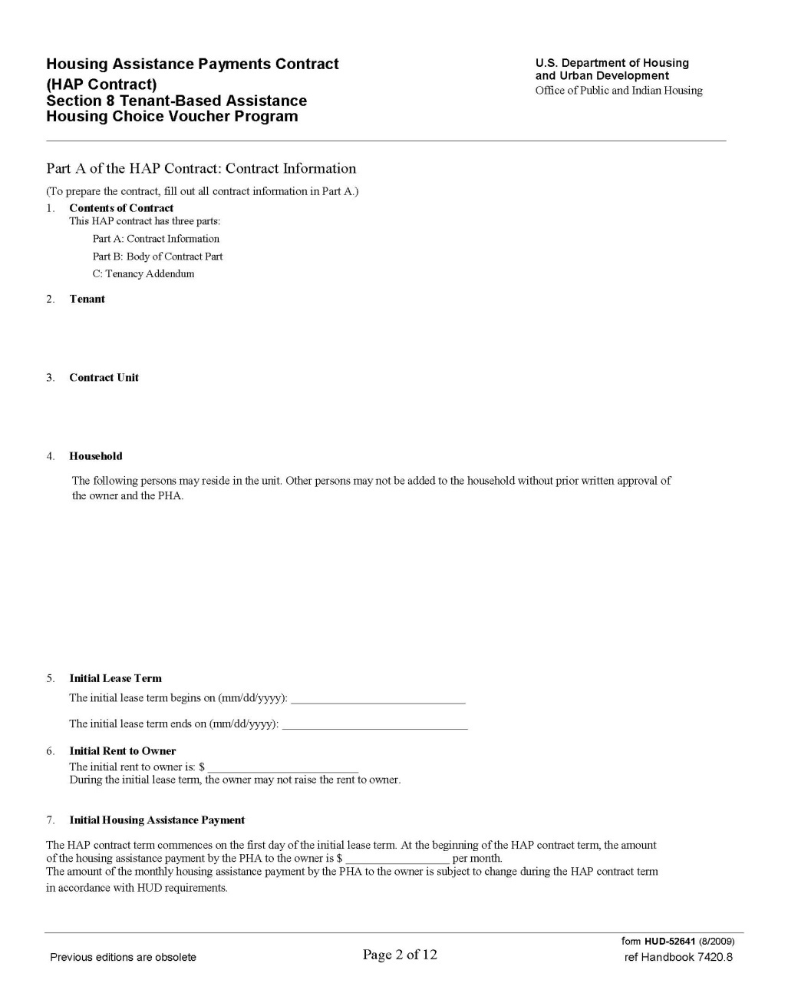 Housing Assistance Payments Contract
(HAP Contract)
Section 8 Tenant-Based Assistance
Housing Choice Voucher Program
U.S. Department of Housing
and Urban Development
Office of Public and Indian Housing
Part A of the HAP Contract: Contract Information
(To prepare the contract, fill out all contract information in Part A.)
1. Contents of Contract
This HAP contract has three parts:
Part A: Contract Information
Part B: Body of Contract Part
C: Tenancy Addendum
2. Tenant
3. Contract Unit
4. Household
The following persons may reside in the unit. Other persons may not be added to the household without prior written approval of
the owner and the PHA.
5. Initial Lease Term
The initial lease term begins on (mm/dd/yyyy): ______________________________
The initial lease term ends on (mm/dd/yyyy): ________________________________
6. Initial Rent to Owner
The initial rent to owner is: $ __________________________
During the initial lease term, the owner may not raise the rent to owner.
7. Initial Housing Assistance Payment
The HAP contract term commences on the first day of the initial lease term. At the beginning of the HAP contract term, the amount
of the housing assistance payment by the PHA to the owner is $ __________________ per month.
The amount of the monthly housing assistance payment by the PHA to the owner is subject to change during the HAP contract term
in accordance with HUD requirements.
form HUD-52641 (8/2009)
Previous editions are obsolete
Page 2 of 12
ref Handbook 7420.8